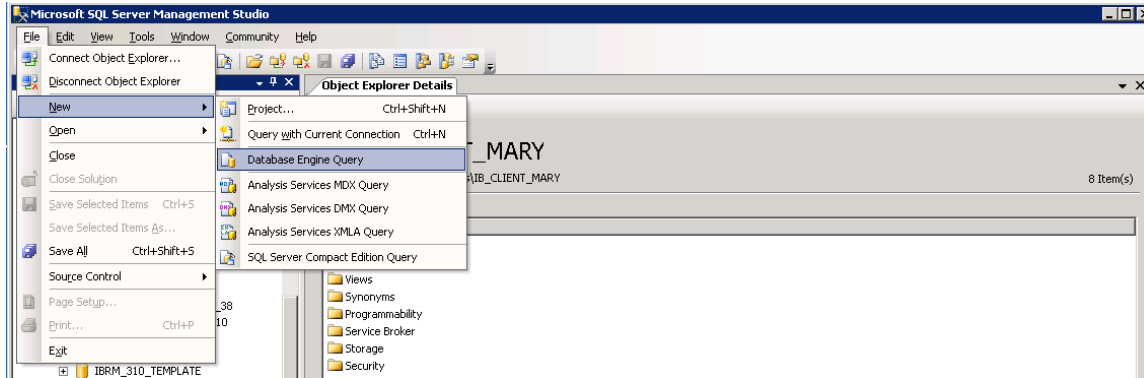 Microsoft SQL Server Management Studio
File Edit View Tools Window Community Help
Connect Object Explorer...
Disconnect Object Explorer
Object Explorer Details
New
Project... Ctrl+Shift+N
Open
Query with Current Connection Ctrl+N
Close
Database Engine Query
_MARY
\IB_CLIENT_MARY 8 Item(s)
Close Solution
Analysis Services MDX Query
Save Selected Items Ctrl+S
Analysis Services DMX Query
Save Selected Items As...
Analysis Services XMLA Query
Save All Ctrl+Shift+S
SQL Server Compact Edition Query
Source Control
Views
Synonyms
Page Setup...
_38
Programmability
Print... Ctrl+P
10
Service Broker
Exit
Storage
IBRM_310_TEMPLATE
Security